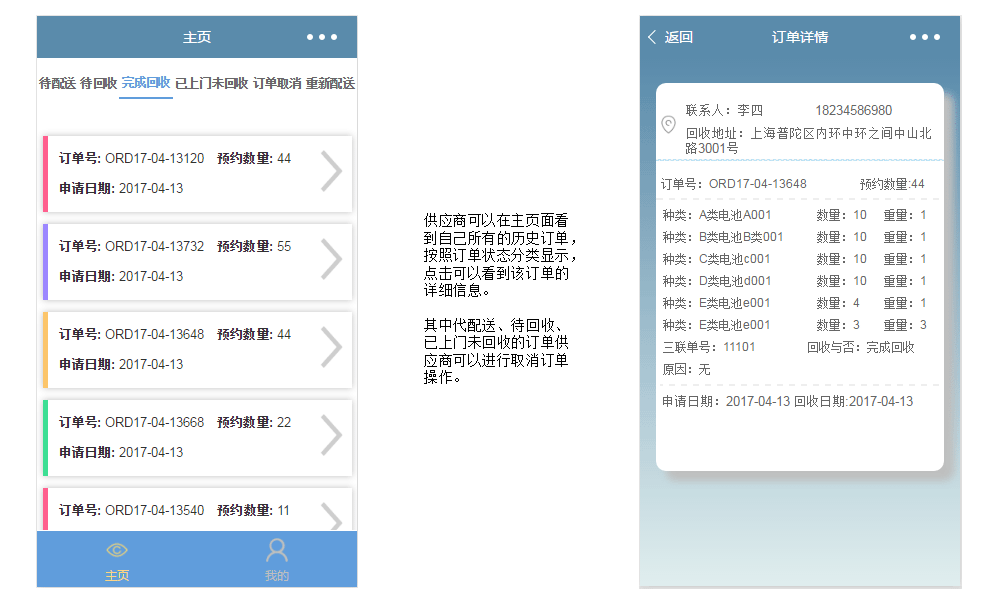 主页
待配送 待回收 完成回收 已上门未回收 订单取消 重新配送
订单号: ORD17-04-13120 预约数量: 44
申请日期: 2017-04-13
订单号: ORD17-04-13732 预约数量: 55
申请日期: 2017-04-13
订单号: ORD17-04-13648 预约数量: 44
申请日期: 2017-04-13
订单号: ORD17-04-13668 预约数量: 22
申请日期: 2017-04-13
订单号: ORD17-04-13540 预约数量: 11
主页 我的
供应商可以在主页面看
到自己所有的历史订单，
按照订单状态分类显示，
点击可以看到该订单的
详细信息。
其中代配送、待回收、
已上门未回收的订单供
应商可以进行取消订单
操作。
返回 订单详情
联系人：李四 18234586980
回收地址：上海普陀区内环中环之间中山北
路3001号
订单号：ORD17-04-13648 预约数量:44
种类：A类电池A001 数量：10 重量：1
种类：B类电池B类001 数量：10 重量：1
种类：C类电池c001 数量：10 重量：1
种类：D类电池d001 数量：10 重量：1
种类：E类电池e001 数量：4 重量：1
种类：E类电池e001 数量：3 重量：3
三联单号：11101 回收与否：完成回收
原因：无
申请日期：2017-04-13 回收日期:2017-04-13